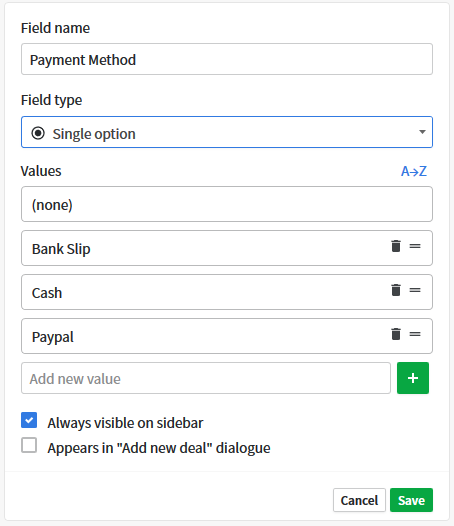 Field name
Payment Method
Field type
Single option
Values A→Z
(none)
Bank Slip
Cash
Paypal
Add new value +
Always visible on sidebar
Appears in "Add new deal" dialogue
Cancel Save